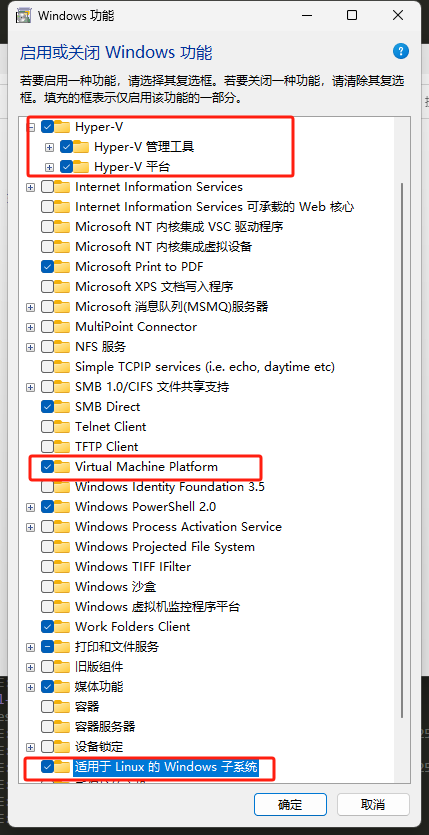 Windows 功能
启用或关闭 Windows 功能
若要启用一种功能，请选择其复选框。若要关闭一种功能，请清除其复选
框。填充的框表示仅启用该功能的一部分。
Hyper-V
Hyper-V 管理工具
Hyper-V 平台
Internet Information Services
Internet Information Services 可承载的 Web 核心
Microsoft NT 内核集成 VSC 驱动程序
Microsoft NT 内核集成虚拟设备
Microsoft Print to PDF
Microsoft XPS 文档写入程序
Microsoft 消息队列(MSMQ)服务器
MultiPoint Connector
NFS 服务
Simple TCPIP services (i.e. echo, daytime etc)
SMB 1.0/CIFS 文件共享支持
SMB Direct
Telnet Client
TFTP Client
Virtual Machine Platform
Windows Identity Foundation 3.5
Windows PowerShell 2.0
Windows Process Activation Service
Windows Projected File System
Windows TIFF IFilter
Windows 沙盒
Windows 虚拟机监控程序平台
Work Folders Client
打印和文件服务
旧版组件
媒体功能
容器
容器服务器
设备锁定
适用于 Linux 的 Windows 子系统
确定
取消